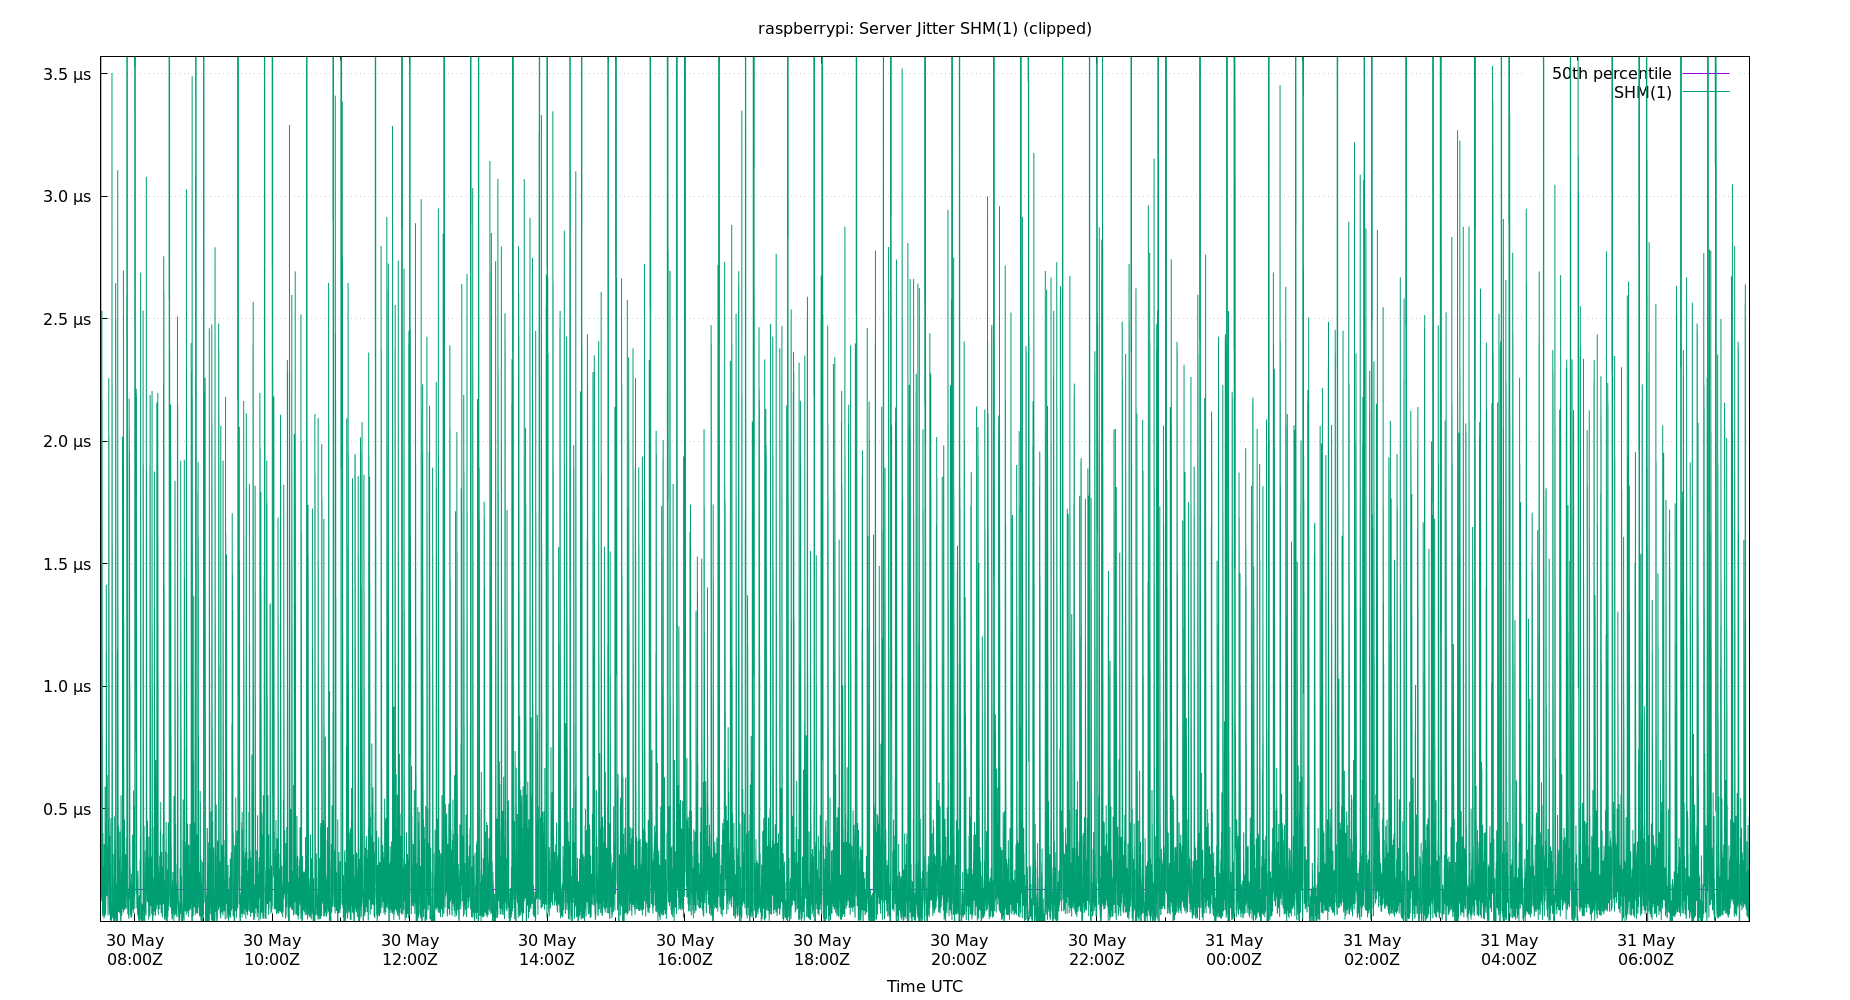 raspberrypi: Server Jitter SHM(1) (clipped)
3.5 µs
50th percentile
SHM(1)
3.0 µs
2.5 µs
2.0 µs
1.5 µs
1.0 µs
0.5 µs
30 May 30 May 30 May 30 May 30 May 30 May 30 May 30 May 31 May 31 May 31 May 31 May
08:00Z 10:00Z 12:00Z 14:00Z 16:00Z 18:00Z 20:00Z 22:00Z 00:00Z 02:00Z 04:00Z 06:00Z
Time UTC